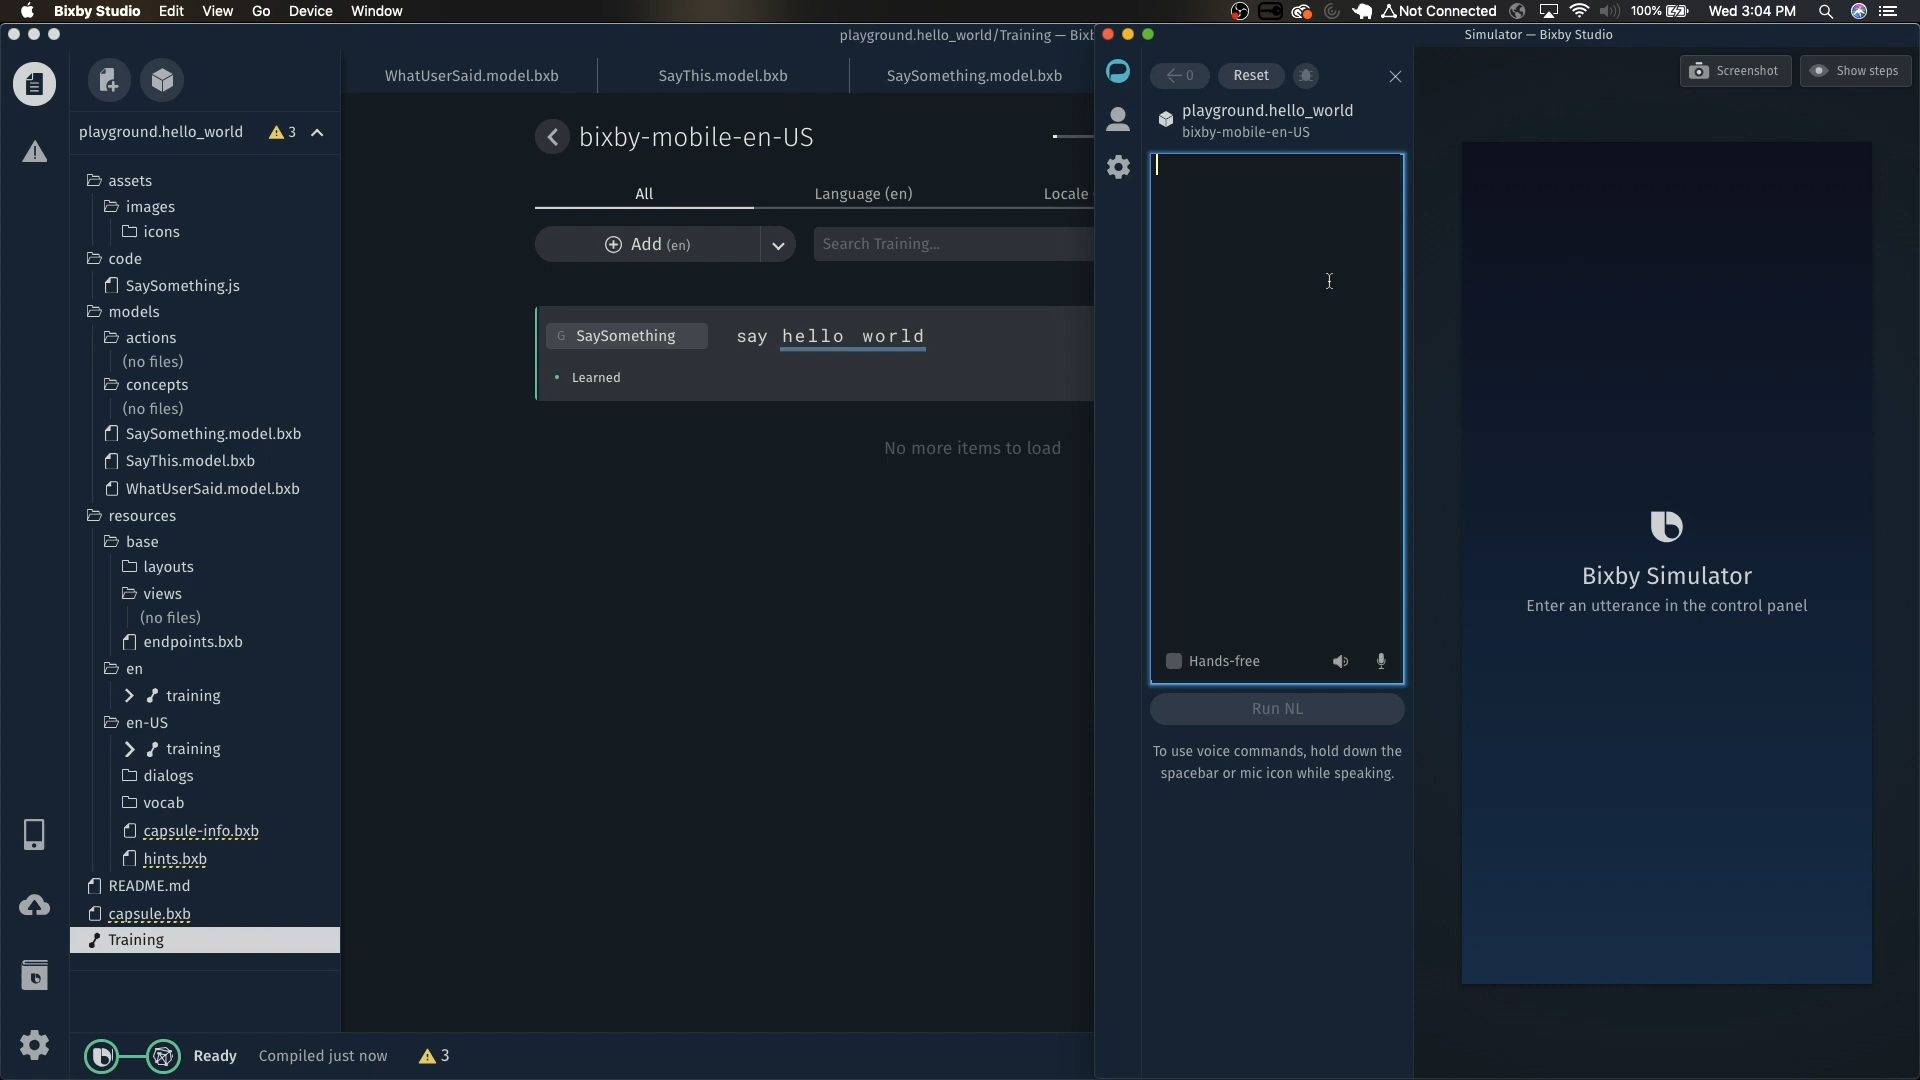 Bixby Studio Edit View Go Device Window
Not Connected 100% Wed 3:04 PM
playground.hello_world/Training — Bixb
Simulator — Bixby Studio
playground.hello_world 3
assets
images
icons
code
SaySomething.js
models
actions
(no files)
concepts
(no files)
SaySomething.model.bxb
SayThis.model.bxb
WhatUserSaid.model.bxb
resources
base
layouts
views
(no files)
endpoints.bxb
en
training
en-US
training
dialogs
vocab
capsule-info.bxb
hints.bxb
README.md
capsule.bxb
Training
Ready Compiled just now 3
WhatUserSaid.model.bxb SayThis.model.bxb SaySomething.model.bxb
bixby-mobile-en-US
All Language (en) Locale
Add (en) Search Training...
G SaySomething say hello world
Learned
No more items to load
0 Reset
playground.hello_world
bixby-mobile-en-US
Hands-free
Run NL
To use voice commands, hold down the
spacebar or mic icon while speaking.
Screenshot Show steps
Bixby Simulator
Enter an utterance in the control panel